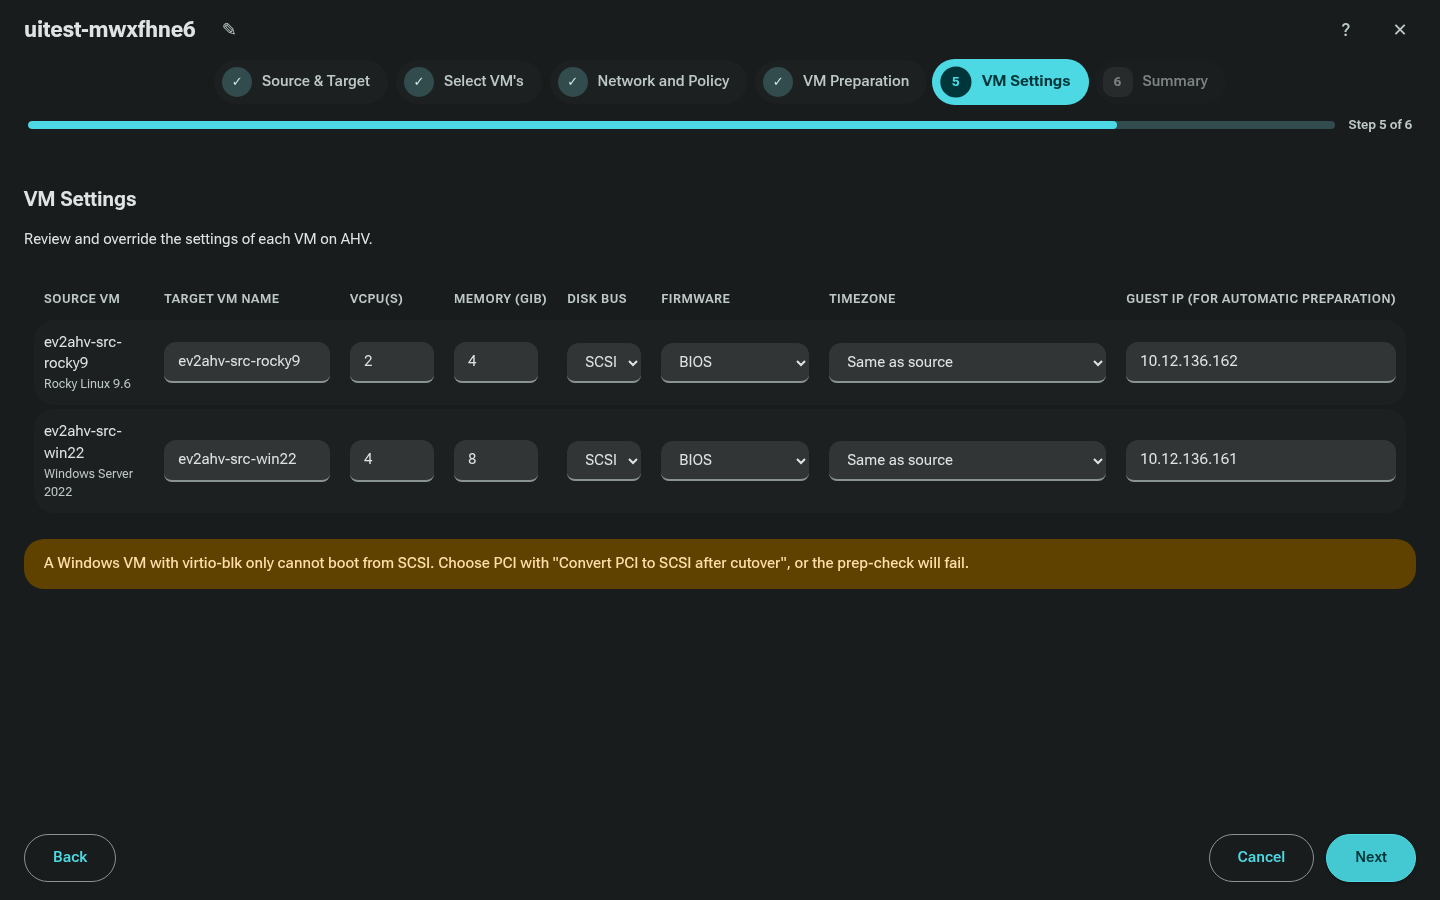 uitest-mwxfhne6 ✎ ? ✕
✓ Source & Target ✓ Select VM's ✓ Network and Policy ✓ VM Preparation 5 VM Settings 6 Summary
Step 5 of 6
VM Settings
Review and override the settings of each VM on AHV.
SOURCE VM TARGET VM NAME VCPU(S) MEMORY (GIB) DISK BUS FIRMWARE TIMEZONE GUEST IP (FOR AUTOMATIC PREPARATION)
ev2ahv-src-
rocky9
Rocky Linux 9.6
ev2ahv-src-rocky9 2 4 SCSI BIOS Same as source 10.12.136.162
ev2ahv-src-
win22
Windows Server
2022
ev2ahv-src-win22 4 8 SCSI BIOS Same as source 10.12.136.161
A Windows VM with virtio-blk only cannot boot from SCSI. Choose PCI with "Convert PCI to SCSI after cutover", or the prep-check will fail.
Back Cancel Next